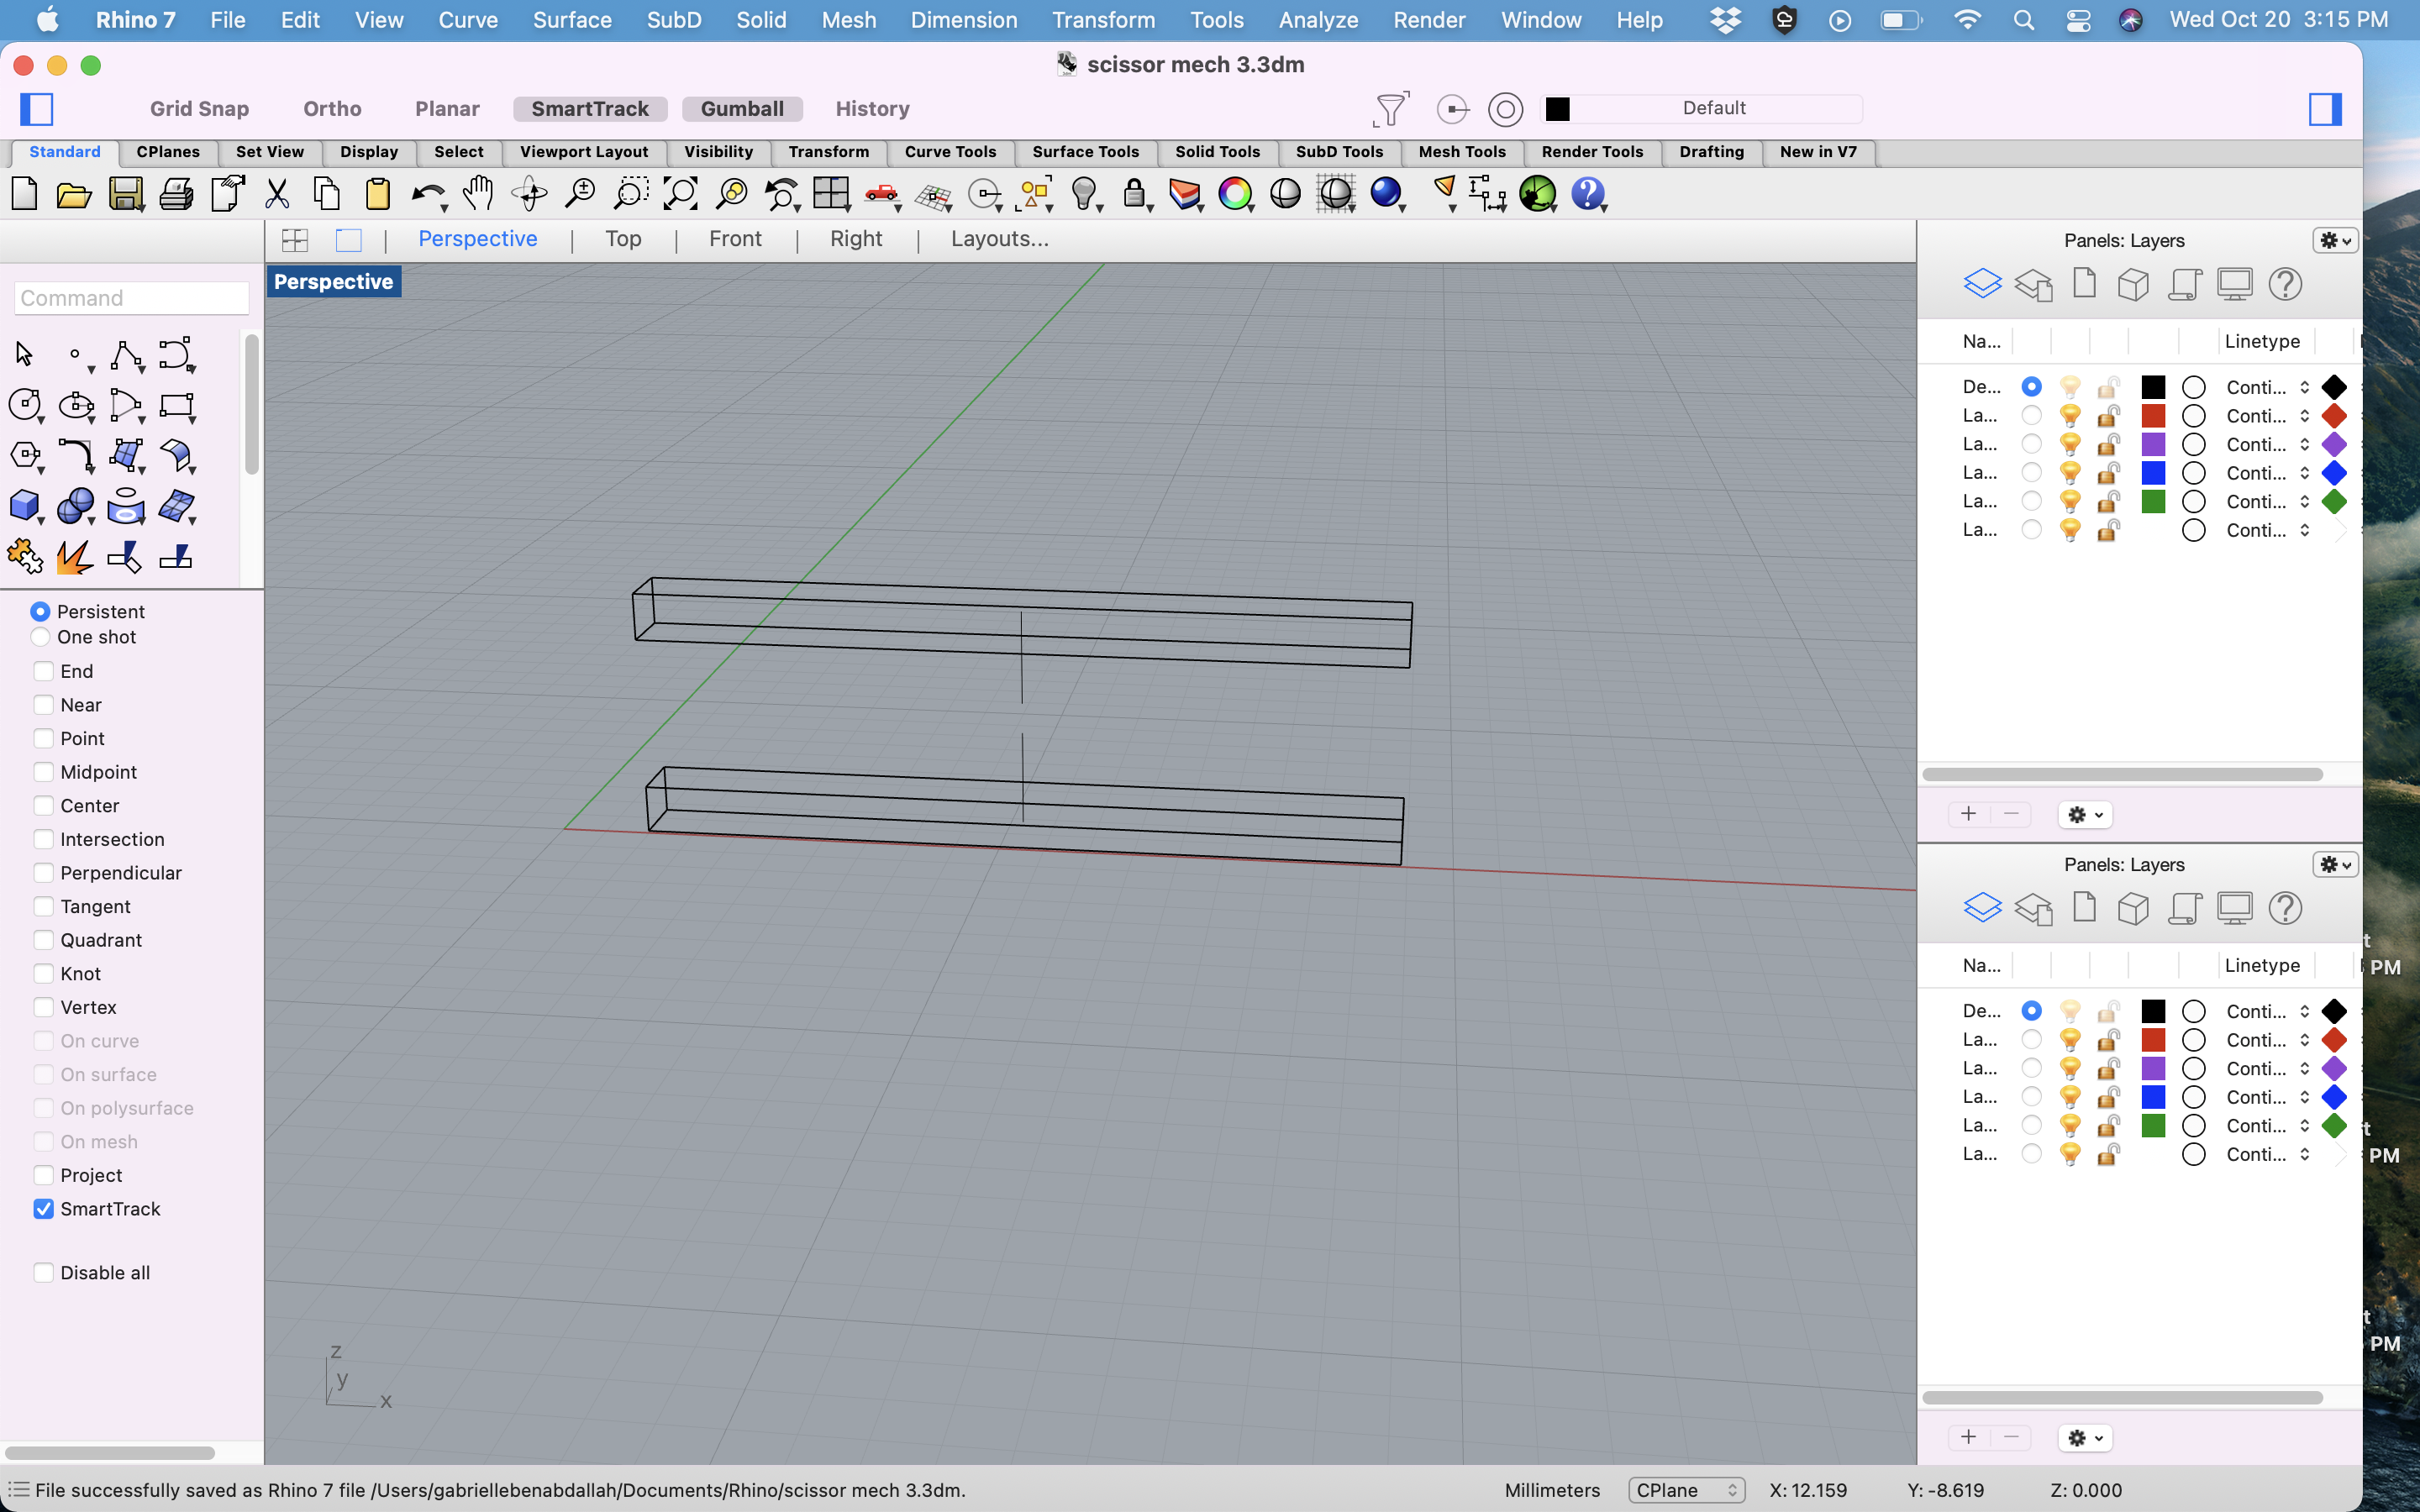 Rhino 7 File Edit View Curve Surface SubD Solid Mesh Dimension Transform Tools Analyze Render Window Help Wed Oct 20 3:15 PM
scissor mech 3.3dm
Grid Snap Ortho Planar SmartTrack Gumball History Default
Standard CPlanes Set View Display Select Viewport Layout Visibility Transform Curve Tools Surface Tools Solid Tools SubD Tools Mesh Tools Render Tools Drafting New in V7
Perspective | Top | Front | Right | Layouts...
Panels: Layers
Perspective
Command
Na... Linetype
De... Conti...
La... Conti...
La... Conti...
La... Conti...
La... Conti...
La... Conti...
Persistent
One shot
End
Near
Point
Midpoint
Center
Intersection
Perpendicular
Tangent
Quadrant
Knot
Vertex
On curve
On surface
On polysurface
On mesh
Project
SmartTrack
Disable all
Panels: Layers
Na... Linetype
De... Conti...
La... Conti...
La... Conti...
La... Conti...
La... Conti...
La... Conti...
t
PM
t
PM
t
PM
z
y
x
File successfully saved as Rhino 7 file /Users/gabriellebenabdallah/Documents/Rhino/scissor mech 3.3dm. Millimeters CPlane X: 12.159 Y: -8.619 Z: 0.000